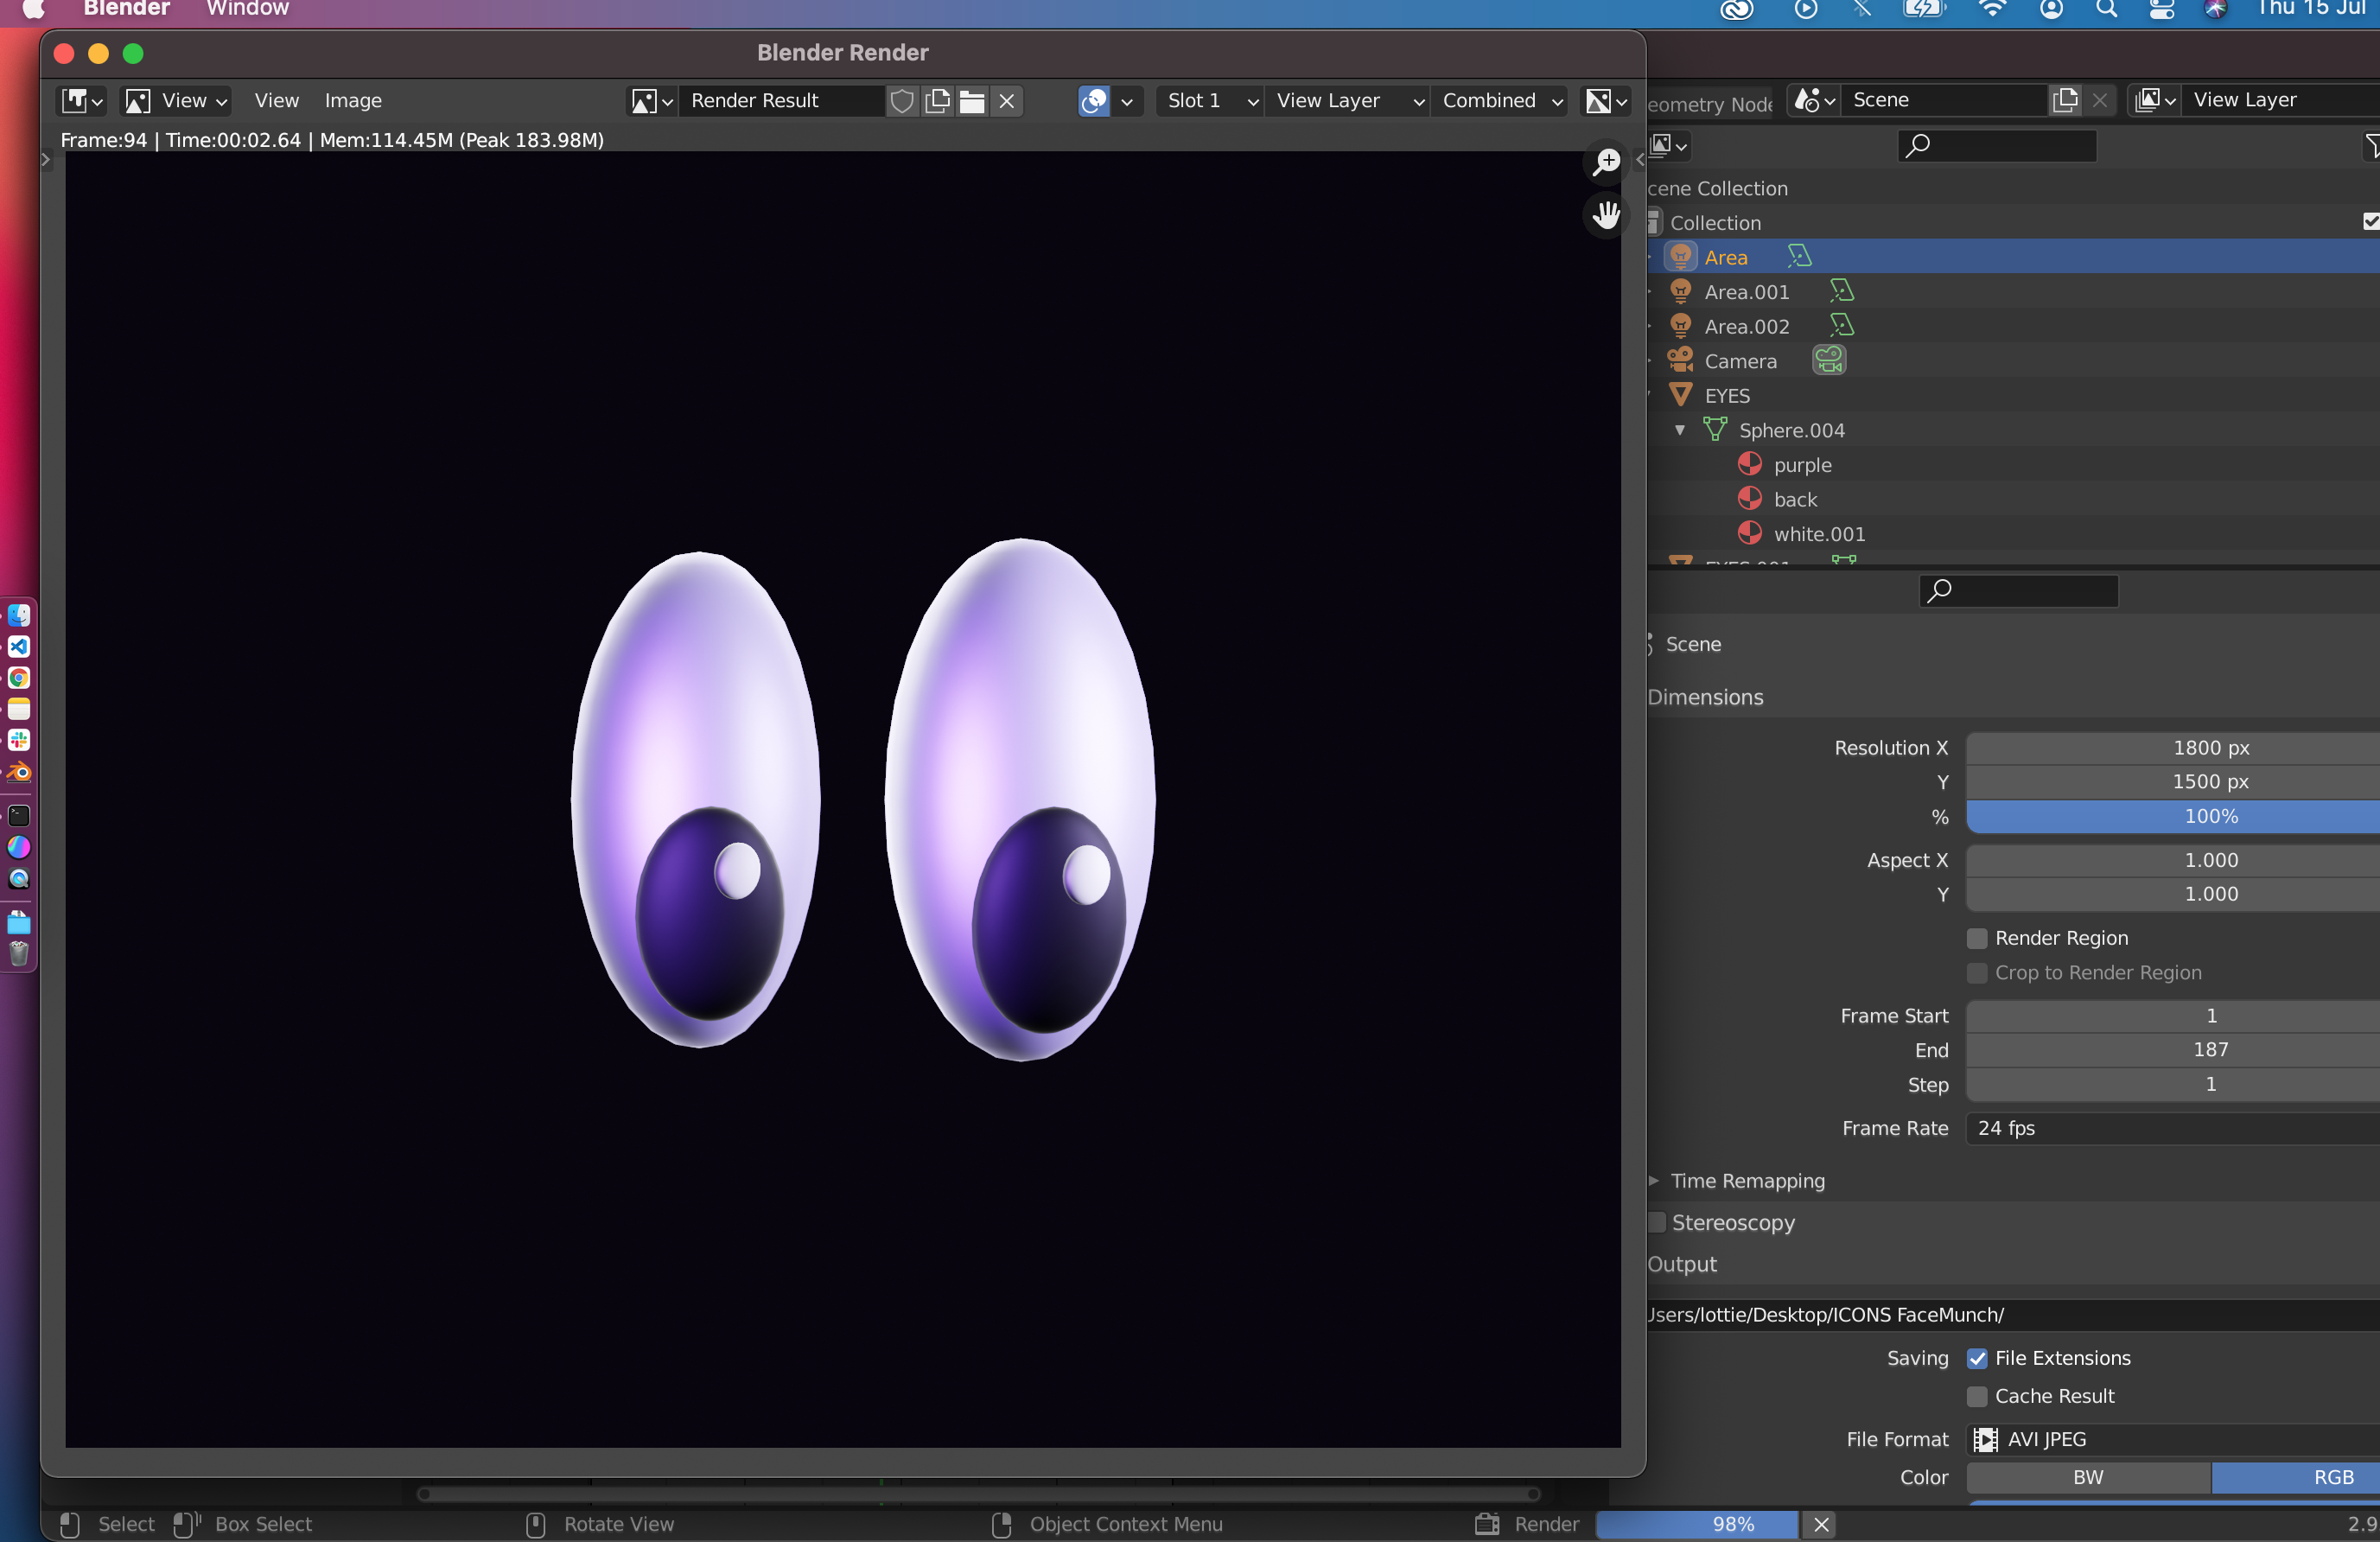 Blender Window Thu 15 Jul
Blender Render
View View Image Render Result Slot 1 View Layer Combined
Frame:94 | Time:00:02.64 | Mem:114.45M (Peak 183.98M)
eometry Node Scene View Layer
cene Collection
Collection
Area
Area.001
Area.002
Camera
EYES
Sphere.004
purple
back
white.001
EYES.001
Scene
Dimensions
Resolution X 1800 px
Y 1500 px
% 100%
Aspect X 1.000
Y 1.000
Render Region
Crop to Render Region
Frame Start 1
End 187
Step 1
Frame Rate 24 fps
Time Remapping
Stereoscopy
Output
Users/lottie/Desktop/ICONS FaceMunch/
Saving File Extensions
Cache Result
File Format AVI JPEG
Color BW RGB
Select Box Select Rotate View Object Context Menu Render 98% 2.9